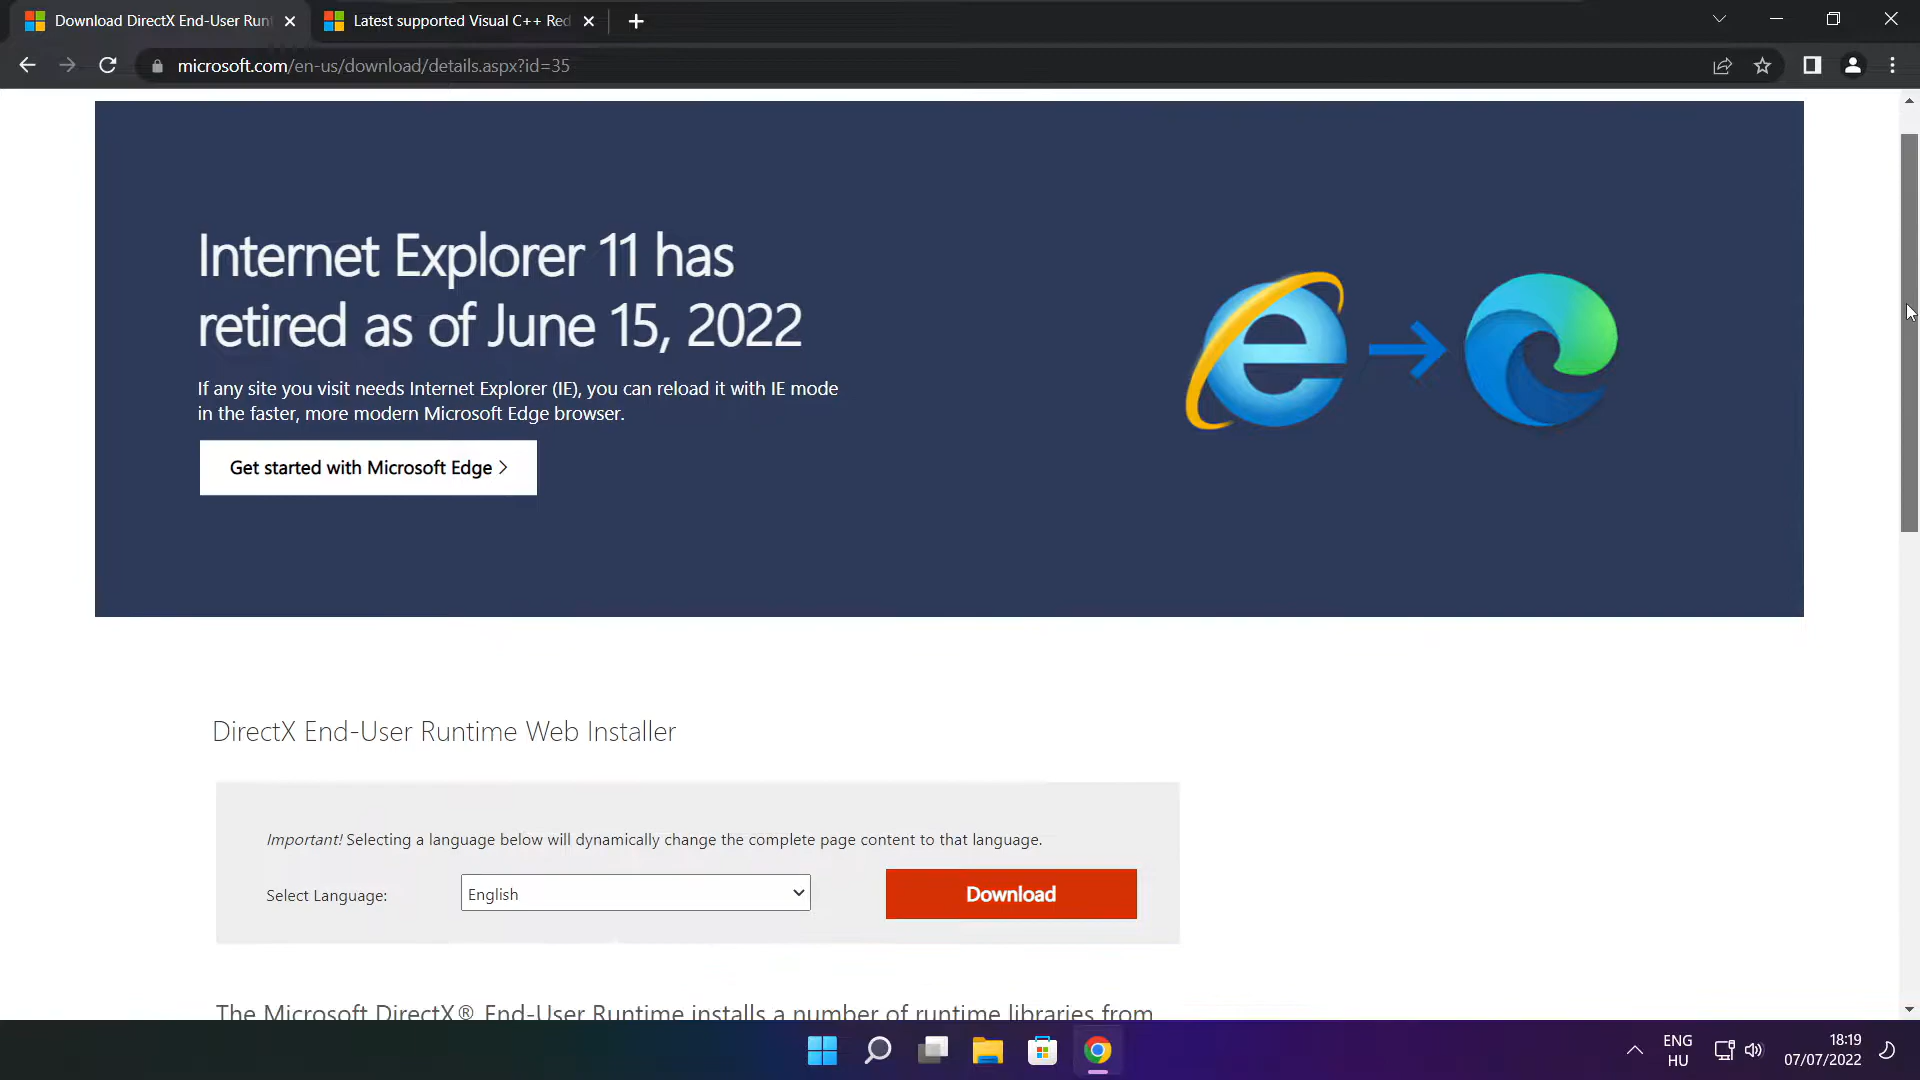 Download DirectX End-User Runt
Latest supported Visual C++ Red
microsoft.com/en-us/download/details.aspx?id=35
Internet Explorer 11 has
retired as of June 15, 2022
If any site you visit needs Internet Explorer (IE), you can reload it with IE mode
in the faster, more modern Microsoft Edge browser.
Get started with Microsoft Edge >
DirectX End-User Runtime Web Installer
Important! Selecting a language below will dynamically change the complete page content to that language.
Select Language:
English
Download
The Microsoft DirectX® End-User Runtime installs a number of runtime libraries from
ENG
HU
18:19
07/07/2022